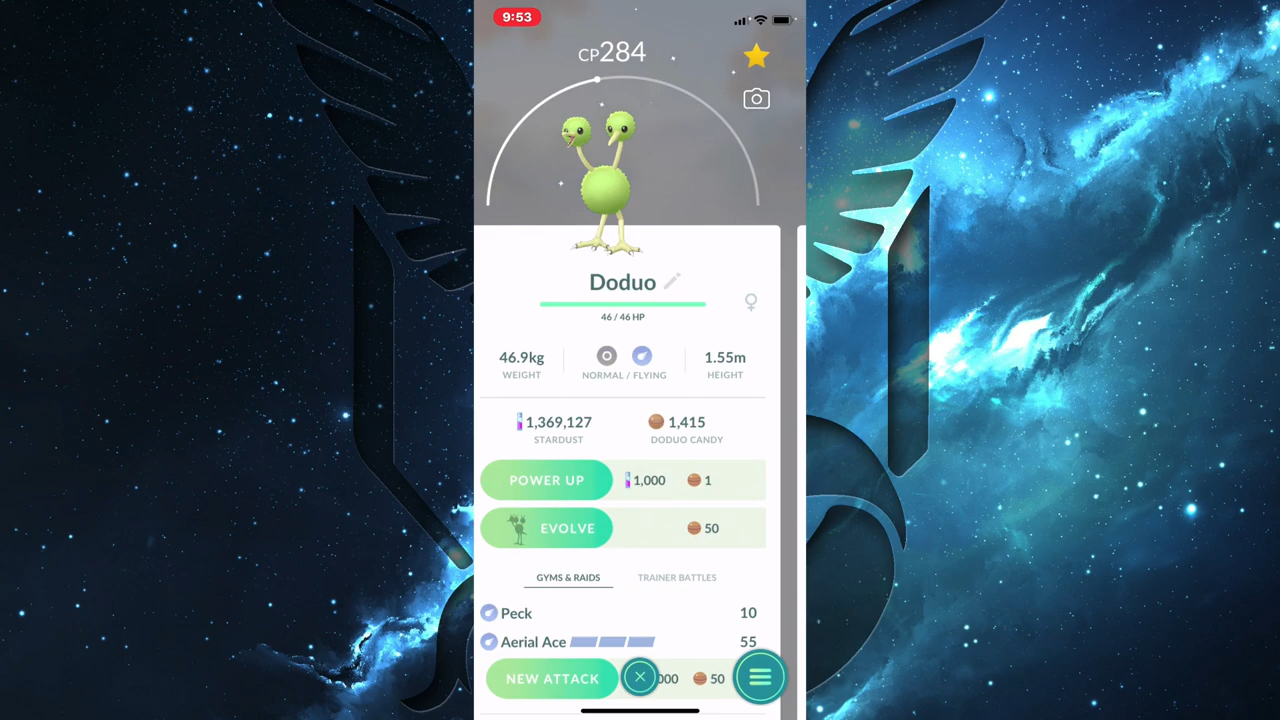 9:53
CP284
Doduo
46 / 46 HP
46.9kg
WEIGHT
NORMAL / FLYING
1.55m
HEIGHT
1,369,127
STARDUST
1,415
DODUO CANDY
POWER UP 1,000 1
EVOLVE 50
GYMS & RAIDS TRAINER BATTLES
Peck 10
Aerial Ace 55
NEW ATTACK 50